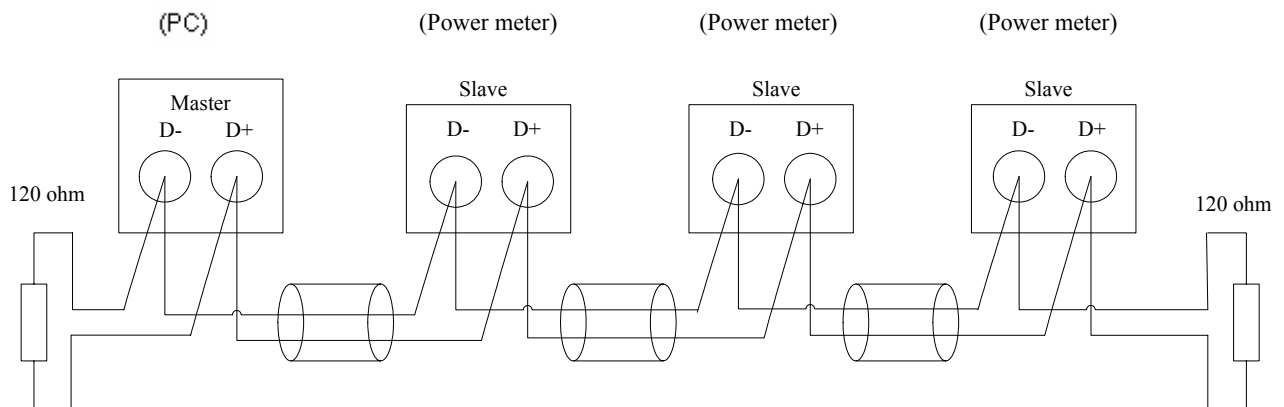 (PC) (Power meter) (Power meter) (Power meter)
Master Slave Slave Slave
D- D+ D- D+ D- D+ D- D+
120 ohm 120 ohm